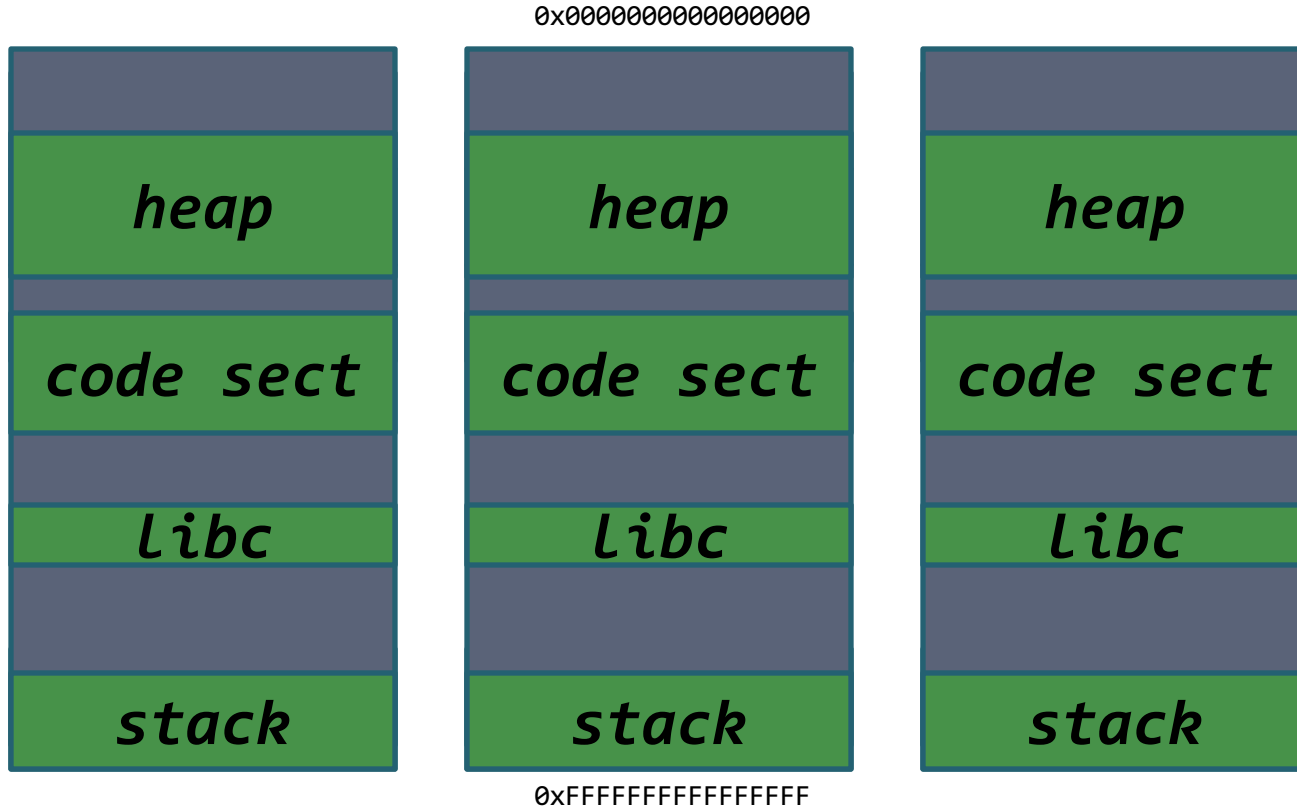 0x0000000000000000
heap
heap
heap
code sect
code sect
code sect
libc
libc
libc
stack
stack
stack
0xFFFFFFFFFFFFFFFF